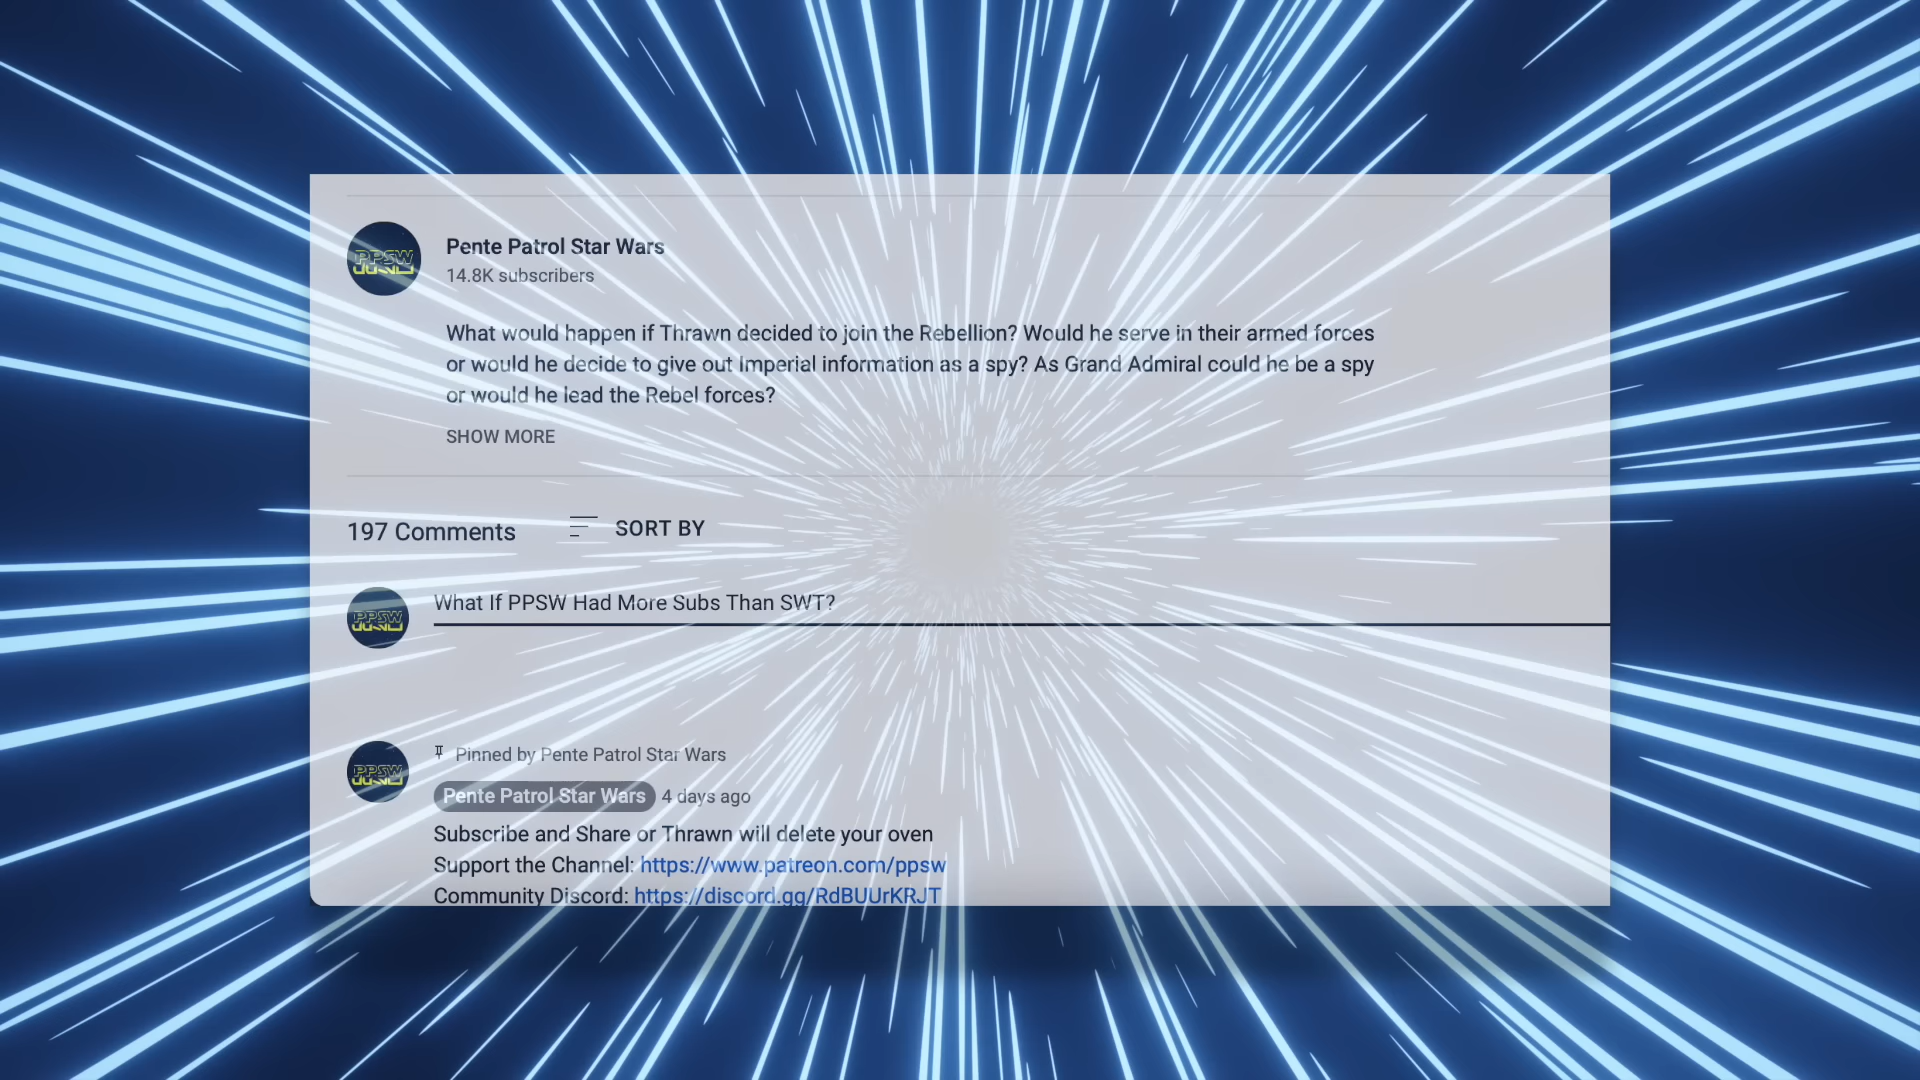 PPSW
Pente Patrol Star Wars
14.8K subscribers
What would happen if Thrawn decided to join the Rebellion? Would he serve in their armed forces
or would he decide to give out Imperial information as a spy? As Grand Admiral could he be a spy
or would he lead the Rebel forces?
SHOW MORE
197 Comments
SORT BY
PPSW
What If PPSW Had More Subs Than SWT?
PPSW
Pinned by Pente Patrol Star Wars
Pente Patrol Star Wars 4 days ago
Subscribe and Share or Thrawn will delete your oven
Support the Channel: https://www.patreon.com/ppsw
Community Discord: https://discord.gg/RdBUUrKRJT